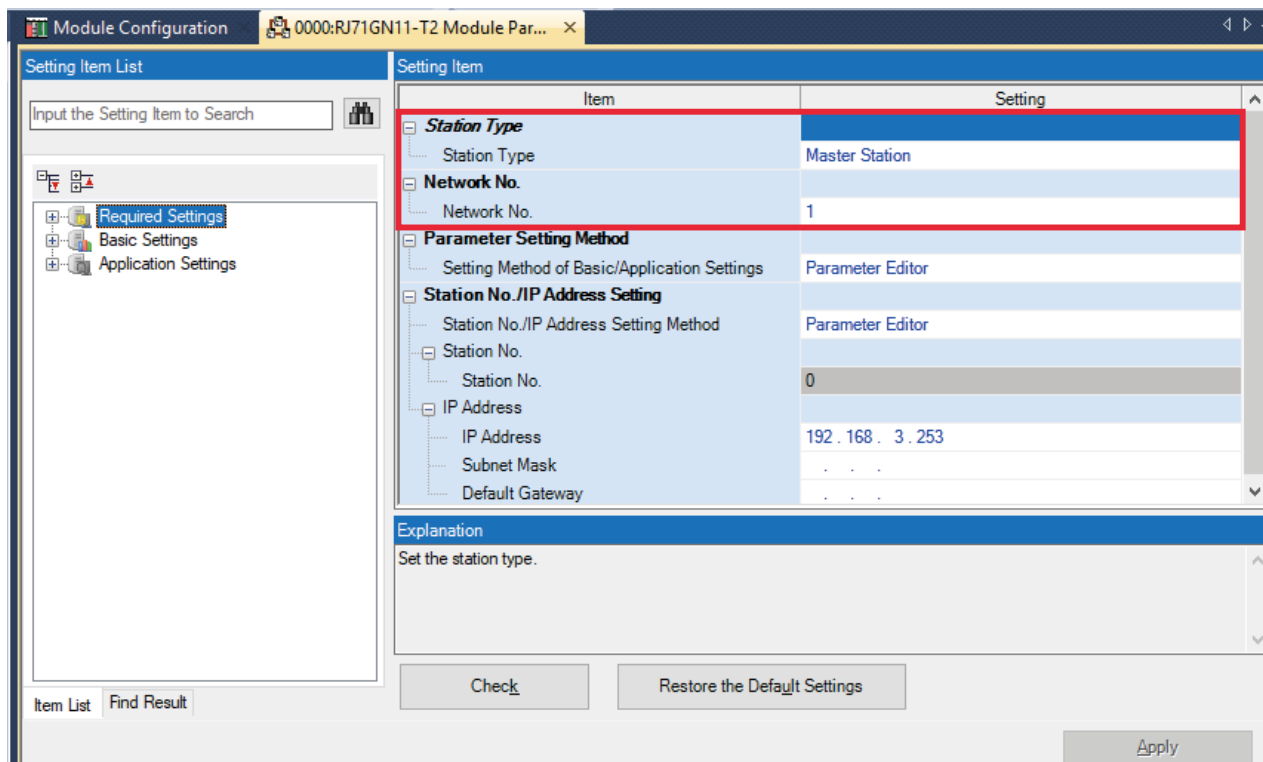 Module Configuration
0000:RJ71GN11-T2 Module Par...
Setting Item List
Input the Setting Item to Search
Required Settings
Basic Settings
Application Settings
Item List
Find Result
Setting Item
Item Setting
Station Type
Station Type Master Station
Network No.
Network No. 1
Parameter Setting Method
Setting Method of Basic/Application Settings Parameter Editor
Station No./IP Address Setting
Station No./IP Address Setting Method Parameter Editor
Station No.
Station No. 0
IP Address
IP Address 192 . 168 . 3 . 253
Subnet Mask . . .
Default Gateway . . .
Explanation
Set the station type.
Check
Restore the Default Settings
Apply